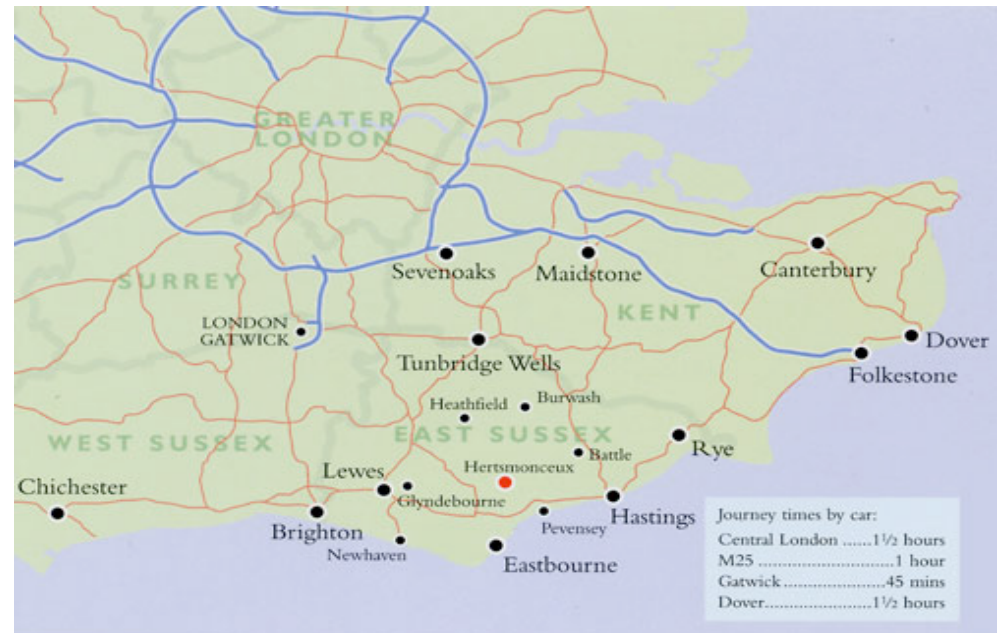 GREATER
LONDON
Sevenoaks
Maidstone
Canterbury
SURREY
LONDON
GATWICK
KENT
Dover
Folkestone
Tunbridge Wells
Heathfield
Burwash
WEST SUSSEX
EAST SUSSEX
Rye
Battle
Hertsmonceux
Lewes
Glyndebourne
Chichester
Brighton
Newhaven
Pevensey
Hastings
Eastbourne
Journey times by car:
Central London ......1½ hours
M25 ........................1 hour
Gatwick..................45 mins
Dover......................1½ hours